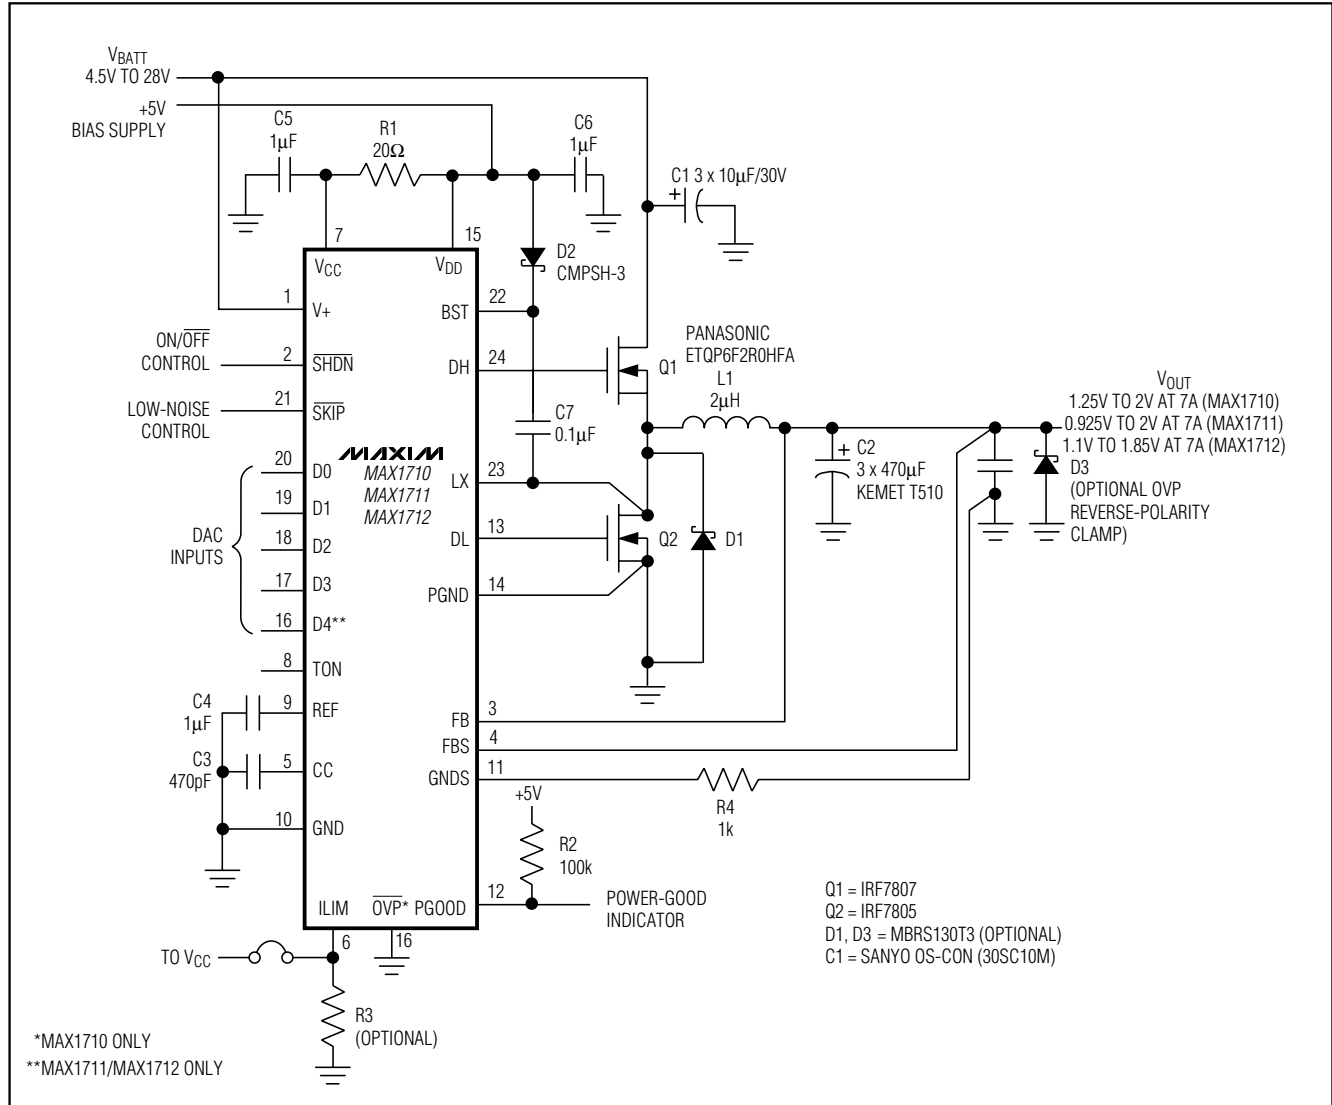 VBATT
4.5V TO 28V
+5V
BIAS SUPPLY
C5
1µF
R1
20Ω
C6
1µF
C1 3 x 10µF/30V
+
7
15
VCC
VDD
D2
CMPSH-3
1
V+
22
BST
ON/OFF
CONTROL
2
SHDN
24
DH
Q1
PANASONIC
ETQP6F2R0HFA
L1
2µH
VOUT
1.25V TO 2V AT 7A (MAX1710)
0.925V TO 2V AT 7A (MAX1711)
1.1V TO 1.85V AT 7A (MAX1712)
LOW-NOISE
CONTROL
21
SKIP
C7
0.1µF
MAXIM
MAX1710
MAX1711
MAX1712
+
C2
3 x 470µF
KEMET T510
D3
(OPTIONAL OVP
REVERSE-POLARITY
CLAMP)
DAC
INPUTS
20
D0
19
D1
18
D2
17
D3
16
D4**
23
LX
13
DL
Q2
D1
14
PGND
8
TON
C4
1µF
9
REF
C3
470pF
5
CC
10
GND
3
FB
4
FBS
11
GNDS
R4
1k
+5V
R2
100k
12
PGOOD
POWER-GOOD
INDICATOR
ILIM
OVP*
6
16
TO VCC
R3
(OPTIONAL)
Q1 = IRF7807
Q2 = IRF7805
D1, D3 = MBRS130T3 (OPTIONAL)
C1 = SANYO OS-CON (30SC10M)
*MAX1710 ONLY
**MAX1711/MAX1712 ONLY